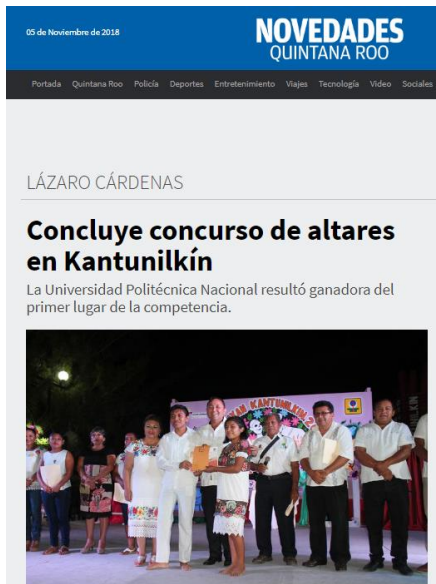 05 de Noviembre de 2018
NOVEDADES
QUINTANA ROO
Portada Quintana Roo Policía Deportes Entretenimiento Viajes Tecnología Video Sociales
LÁZARO CÁRDENAS
Concluye concurso de altares
en Kantunilkín
La Universidad Politécnica Nacional resultó ganadora del
primer lugar de la competencia.
KANTUNILKIN